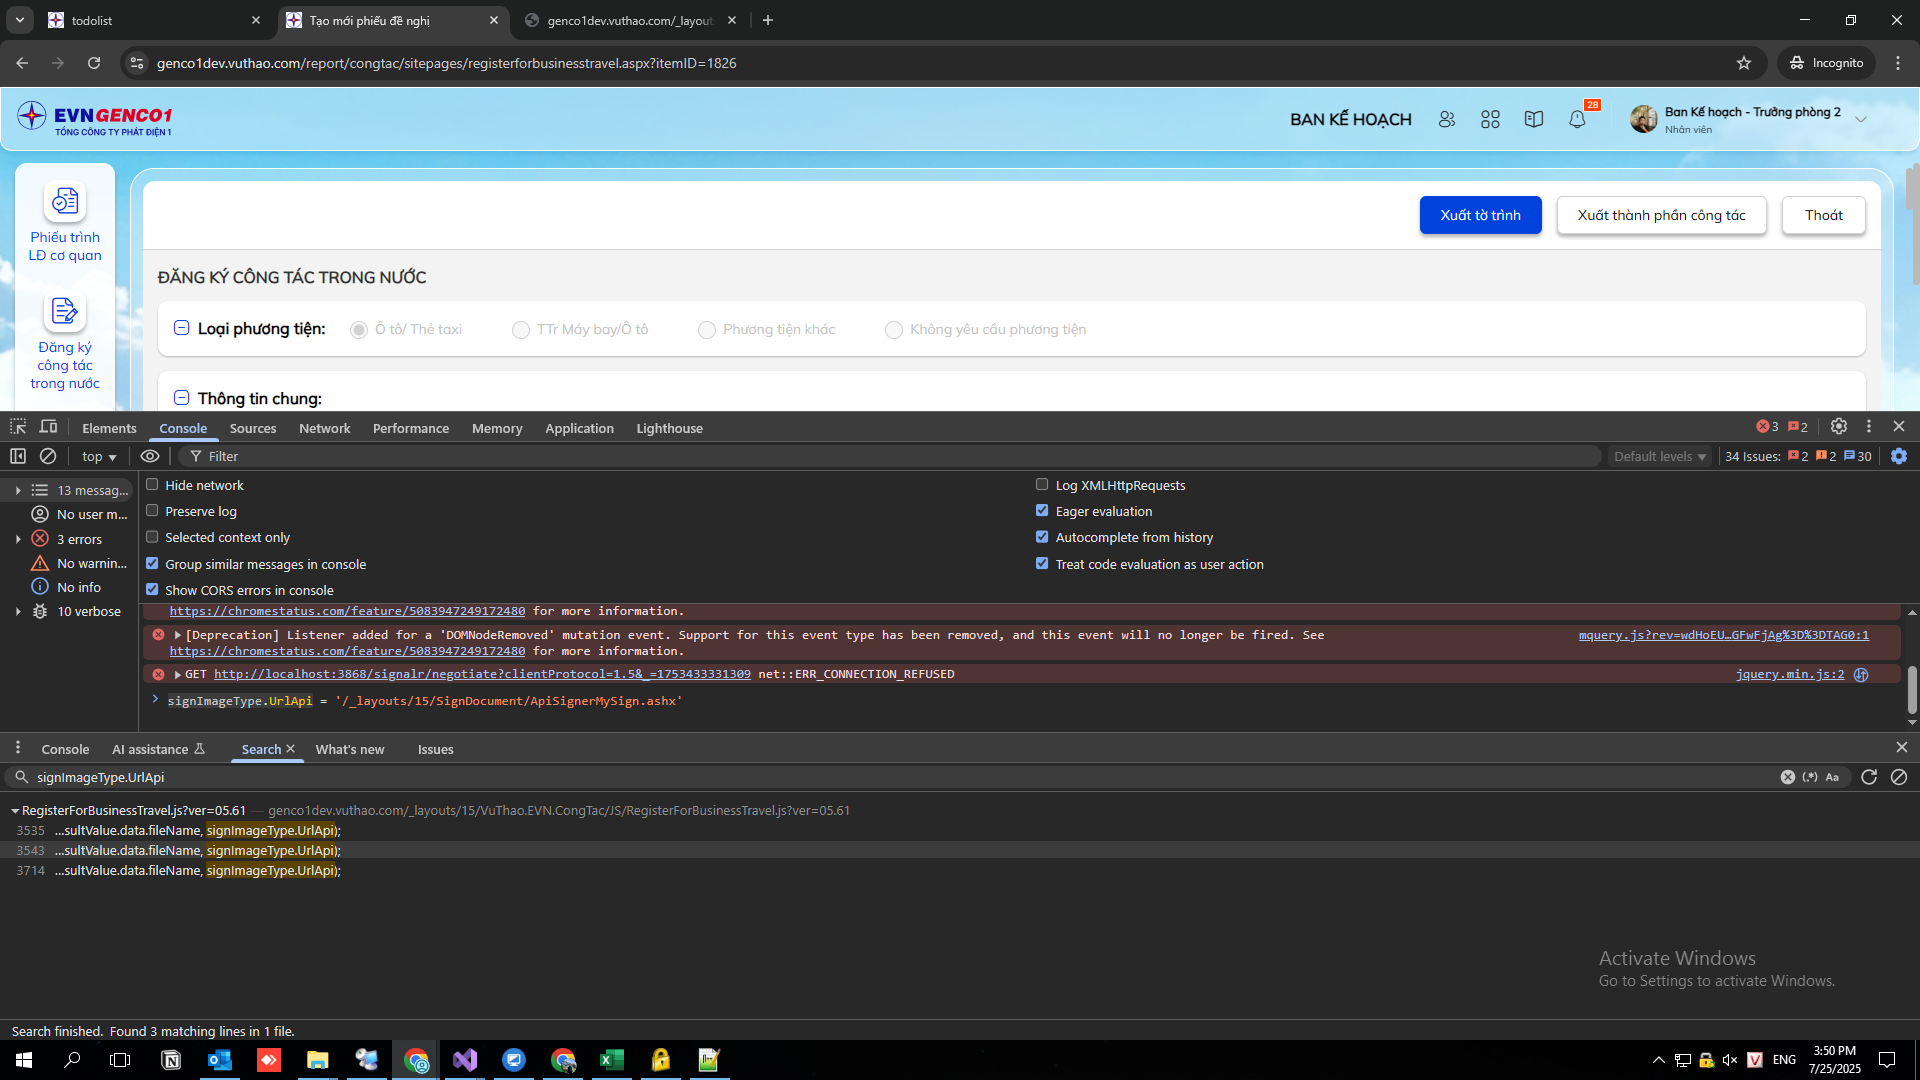 todolist
Tạo mới phiếu đề nghị
genco1dev.vuthao.com/_layout
genco1dev.vuthao.com/report/congtac/sitepages/registerforbusinesstravel.aspx?itemID=1826
Incognito
EVNGENCO1
TỔNG CÔNG TY PHÁT ĐIỆN 1
BAN KẾ HOẠCH
28
Ban Kế hoạch - Trưởng phòng 2
Nhân viên
Phiếu trình
LĐ cơ quan
Đăng ký
công tác
trong nước
Xuất tờ trình
Xuất thành phần công tác
Thoát
ĐĂNG KÝ CÔNG TÁC TRONG NƯỚC
Loại phương tiện:
Ô tô/ Thẻ taxi
TTr Máy bay/Ô tô
Phương tiện khác
Không yêu cầu phương tiện
Thông tin chung:
Elements
Console
Sources
Network
Performance
Memory
Application
Lighthouse
3
2
top
Filter
Default levels
34 Issues:
2
2
30
13 messag...
No user m...
3 errors
No warnin...
No info
10 verbose
Hide network
Preserve log
Selected context only
Group similar messages in console
Show CORS errors in console
Log XMLHttpRequests
Eager evaluation
Autocomplete from history
Treat code evaluation as user action
https://chromestatus.com/feature/5083947249172480 for more information.
[Deprecation] Listener added for a 'DOMNodeRemoved' mutation event. Support for this event type has been removed, and this event will no longer be fired. See
https://chromestatus.com/feature/5083947249172480 for more information.
mquery.js?rev=wdHoEU…GFwFjAg%3D%3DTAG0:1
GET http://localhost:3868/signalr/negotiate?clientProtocol=1.5&_=1753433331309 net::ERR_CONNECTION_REFUSED
jquery.min.js:2
signImageType.UrlApi = '/_layouts/15/SignDocument/ApiSignerMySign.ashx'
Console
AI assistance
Search
What's new
Issues
signImageType.UrlApi
(.*)
Aa
RegisterForBusinessTravel.js?ver=05.61 — genco1dev.vuthao.com/_layouts/15/VuThao.EVN.CongTac/JS/RegisterForBusinessTravel.js?ver=05.61
3535 ...sultValue.data.fileName, signImageType.UrlApi);
3543 ...sultValue.data.fileName, signImageType.UrlApi);
3714 ...sultValue.data.fileName, signImageType.UrlApi);
Activate Windows
Go to Settings to activate Windows.
Search finished. Found 3 matching lines in 1 file.
ENG
3:50 PM
7/25/2025